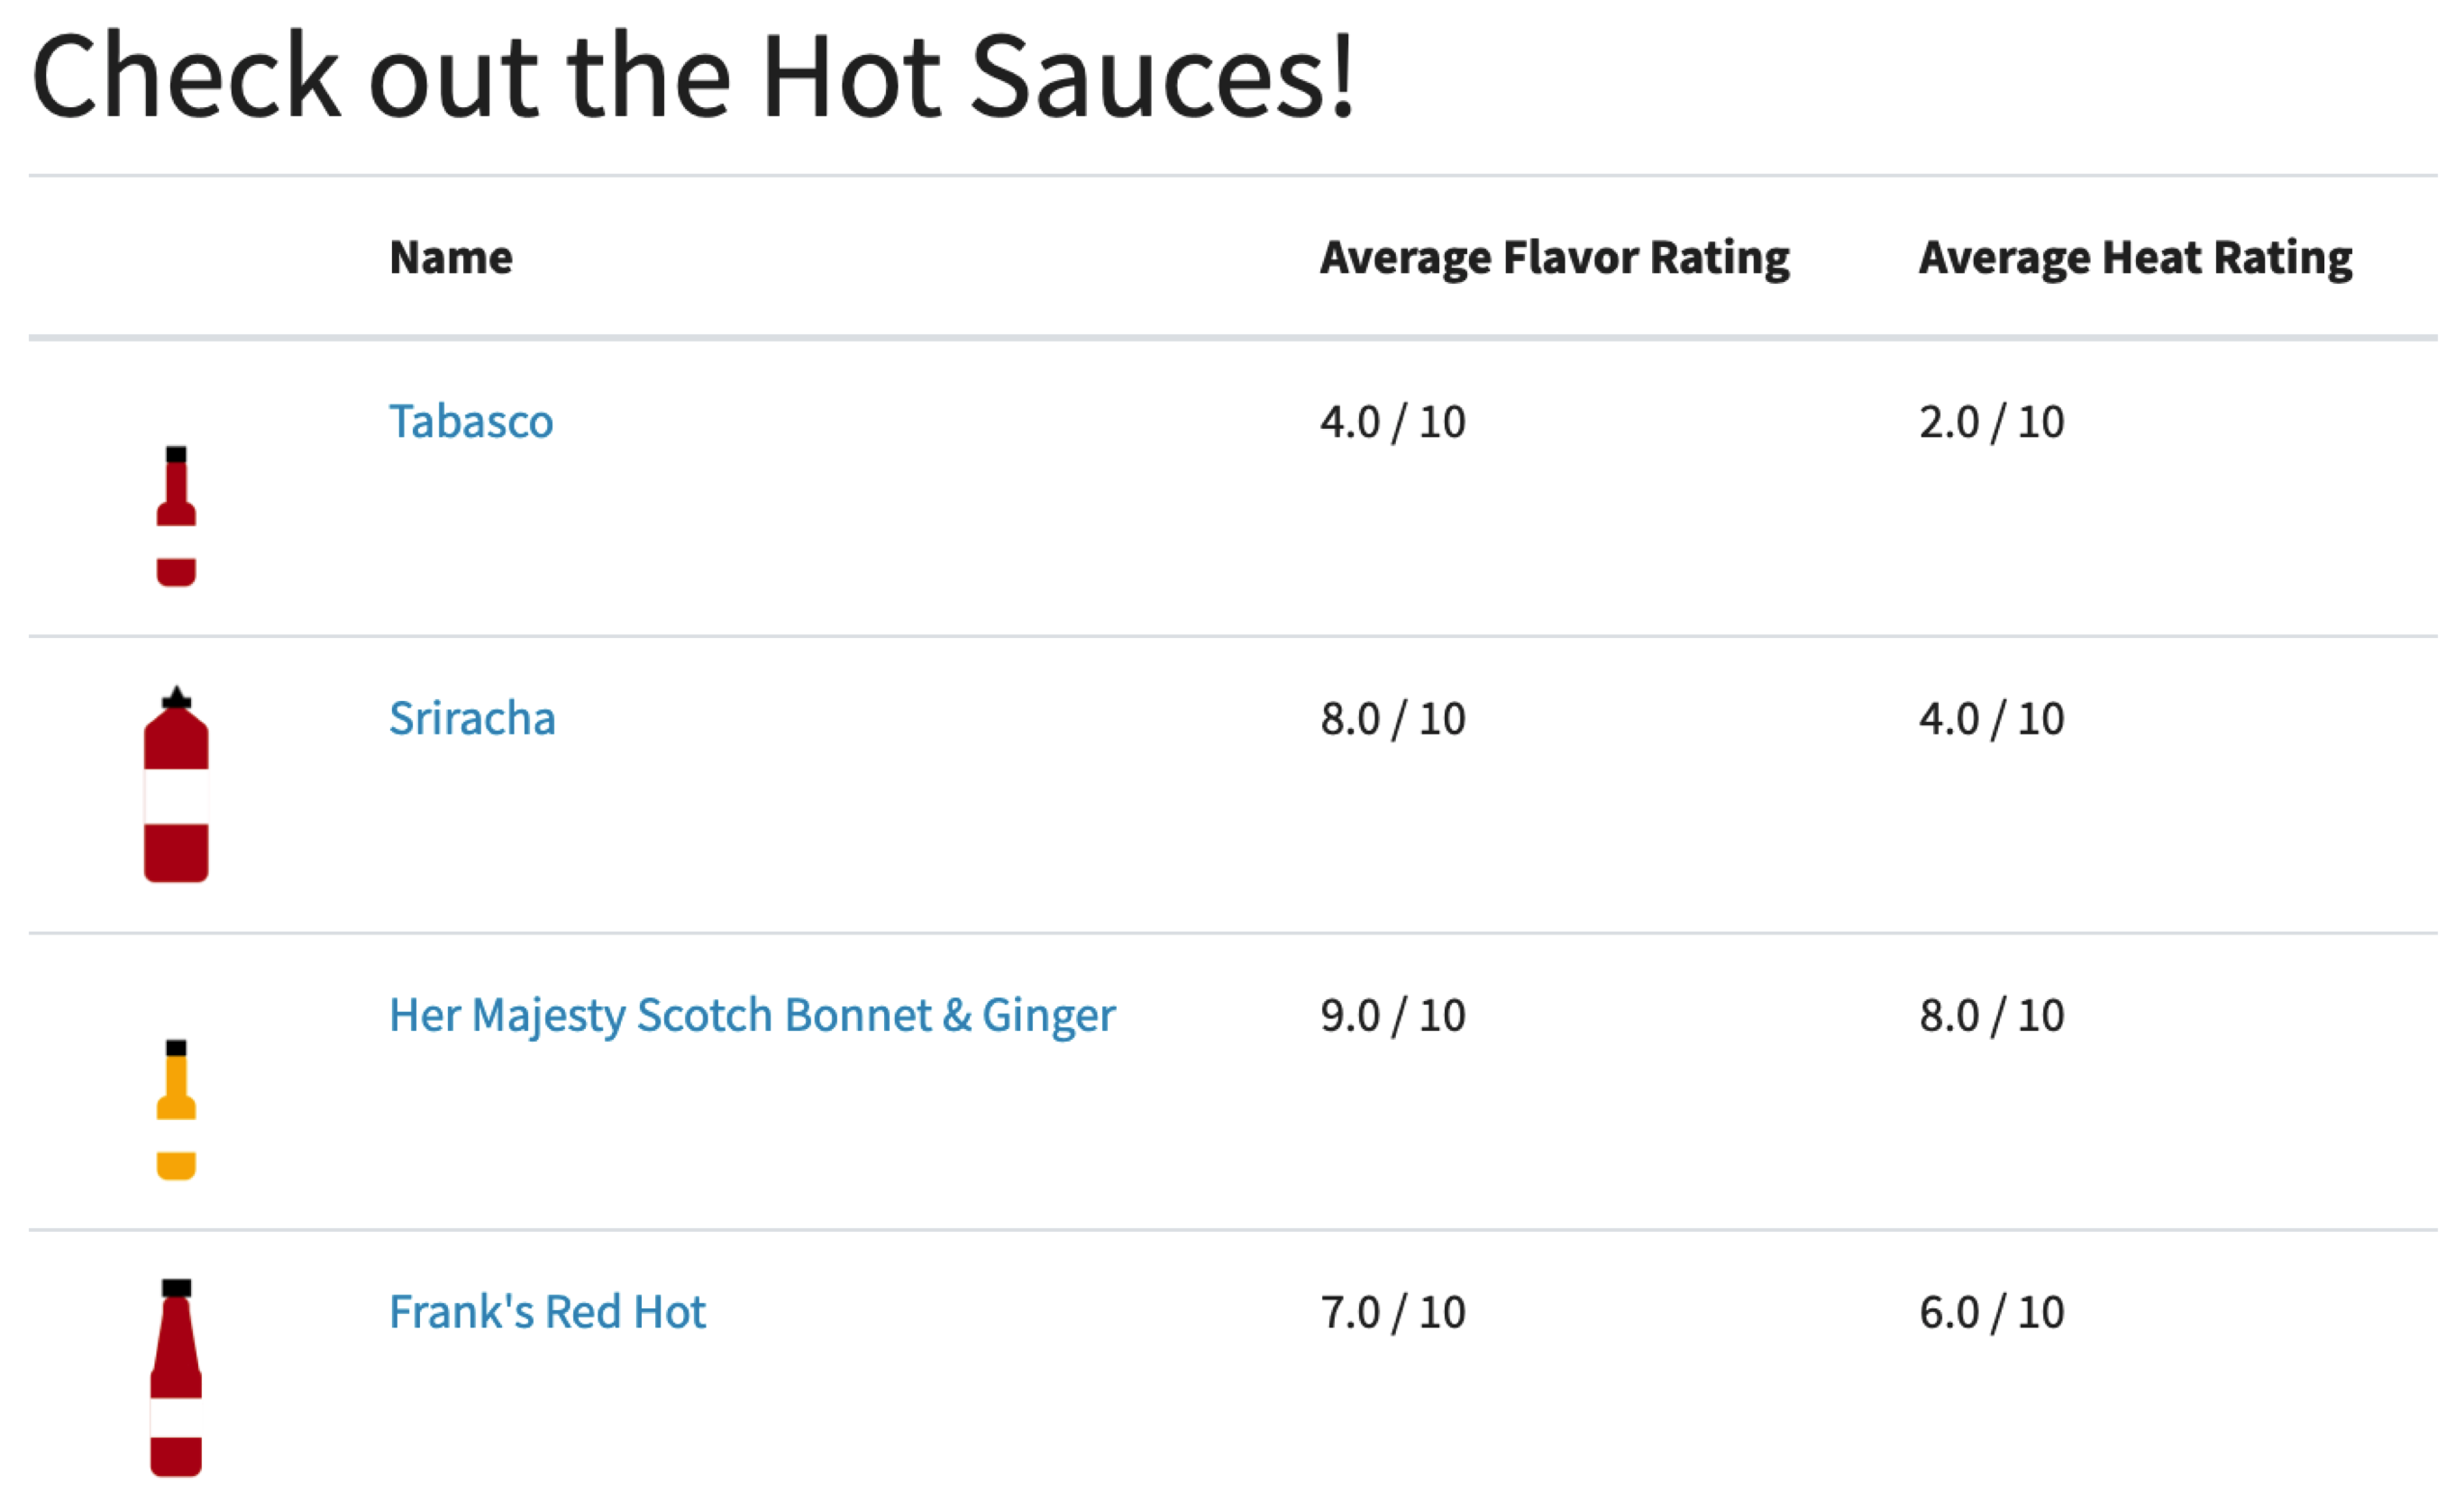 Check out the Hot Sauces!
Name Average Flavor Rating Average Heat Rating
Tabasco 4.0 / 10 2.0 / 10
Sriracha 8.0 / 10 4.0 / 10
Her Majesty Scotch Bonnet & Ginger 9.0 / 10 8.0 / 10
Frank's Red Hot 7.0 / 10 6.0 / 10